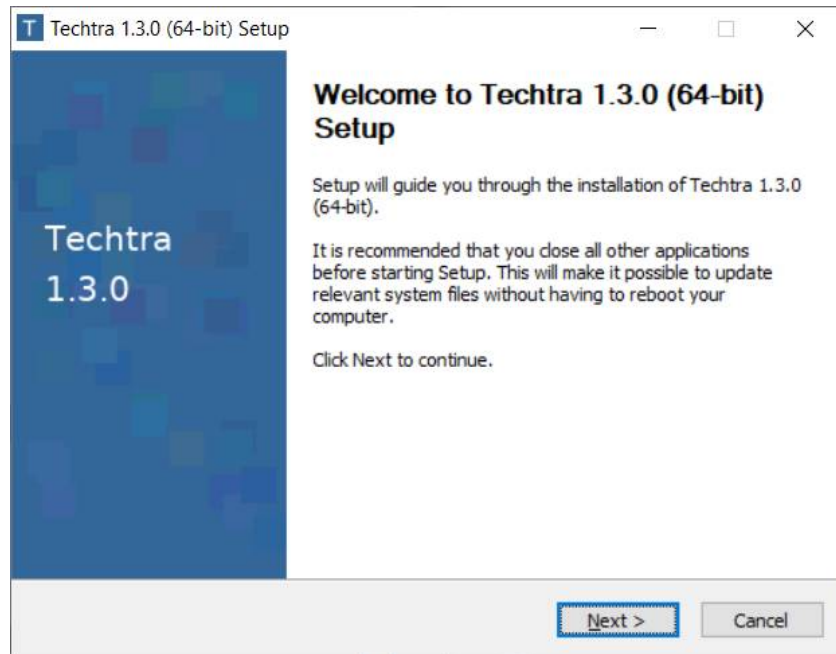 T Techtra 1.3.0 (64-bit) Setup
Welcome to Techtra 1.3.0 (64-bit)
Setup
Setup will guide you through the installation of Techtra 1.3.0
(64-bit).
It is recommended that you close all other applications
before starting Setup. This will make it possible to update
relevant system files without having to reboot your
computer.
Click Next to continue.
Techtra
1.3.0
Next >
Cancel